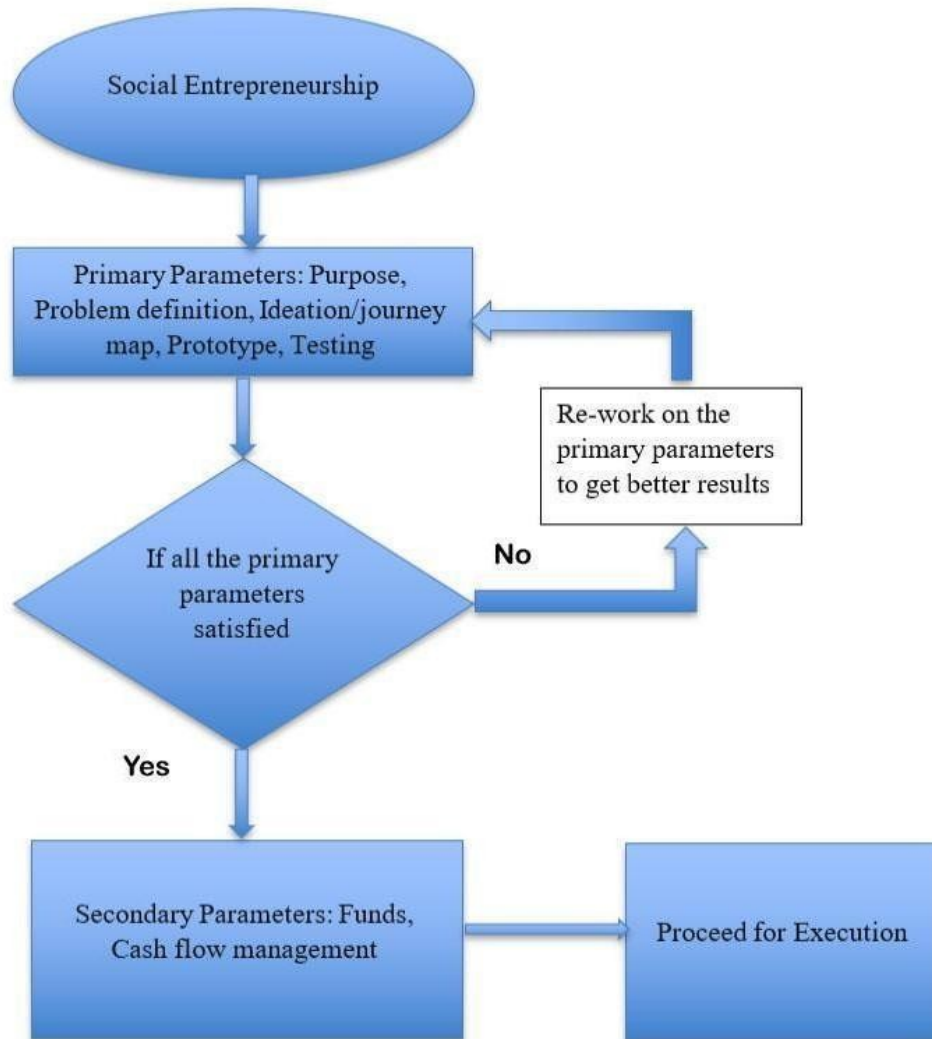 Social Entrepreneurship
Primary Parameters: Purpose,
Problem definition, Ideation/journey
map, Prototype, Testing
Re-work on the
primary parameters
to get better results
If all the primary
parameters
satisfied
No
Yes
Secondary Parameters: Funds,
Cash flow management
Proceed for Execution